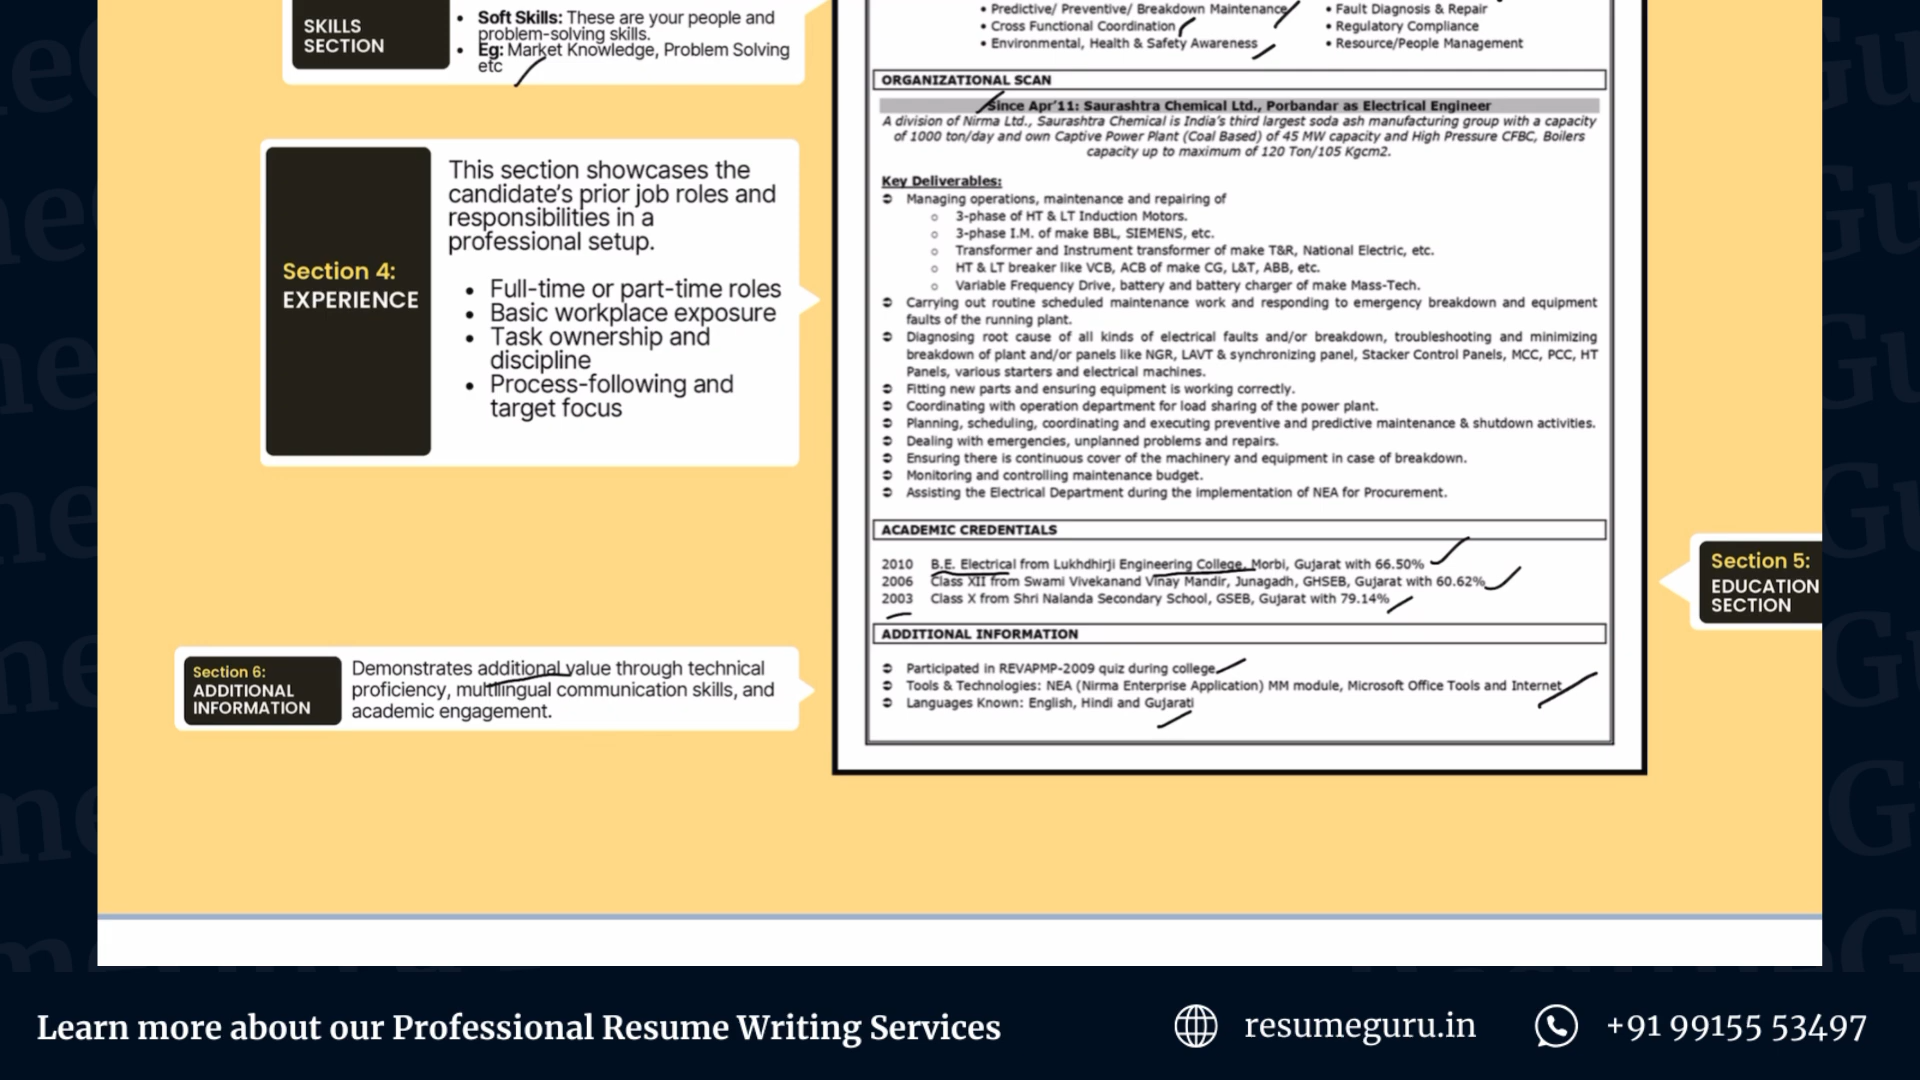 SKILLS
SECTION
• Soft Skills: These are your people and
problem-solving skills.
• Eg: Market Knowledge, Problem Solving
etc
• Predictive/ Preventive/ Breakdown Maintenance
• Cross Functional Coordination
• Environmental, Health & Safety Awareness
• Fault Diagnosis & Repair
• Regulatory Compliance
• Resource/People Management
ORGANIZATIONAL SCAN
Since Apr'11: Saurashtra Chemical Ltd., Porbandar as Electrical Engineer
A division of Nirma Ltd., Saurashtra Chemical is India's third largest soda ash manufacturing group with a capacity
of 1000 ton/day and own Captive Power Plant (Coal Based) of 45 MW capacity and High Pressure CFBC, Boilers
capacity up to maximum of 120 Ton/105 Kgcm2.
Key Deliverables:
Managing operations, maintenance and repairing of
o 3-phase of HT & LT Induction Motors.
o 3-phase I.M. of make BBL, SIEMENS, etc.
o Transformer and Instrument transformer of make T&R, National Electric, etc.
o HT & LT breaker like VCB, ACB of make CG, L&T, ABB, etc.
o Variable Frequency Drive, battery and battery charger of make Mass-Tech.
Carrying out routine scheduled maintenance work and responding to emergency breakdown and equipment
faults of the running plant.
Diagnosing root cause of all kinds of electrical faults and/or breakdown, troubleshooting and minimizing
breakdown of plant and/or panels like NGR, LAVT & synchronizing panel, Stacker Control Panels, MCC, PCC, HT
Panels, various starters and electrical machines.
Fitting new parts and ensuring equipment is working correctly.
Coordinating with operation department for load sharing of the power plant.
Planning, scheduling, coordinating and executing preventive and predictive maintenance & shutdown activities.
Dealing with emergencies, unplanned problems and repairs.
Ensuring there is continuous cover of the machinery and equipment in case of breakdown.
Monitoring and controlling maintenance budget.
Assisting the Electrical Department during the implementation of NEA for Procurement.
Section 4:
EXPERIENCE
This section showcases the
candidate's prior job roles and
responsibilities in a
professional setup.
• Full-time or part-time roles
• Basic workplace exposure
• Task ownership and
discipline
• Process-following and
target focus
ACADEMIC CREDENTIALS
2010 B.E. Electrical from Lukhdhirji Engineering College, Morbi, Gujarat with 66.50%
2006 Class XII from Swami Vivekanand Vinay Mandir, Junagadh, GHSEB, Gujarat with 60.62%
2003 Class X from Shri Nalanda Secondary School, GSEB, Gujarat with 79.14%
Section 5:
EDUCATION
SECTION
ADDITIONAL INFORMATION
Participated in REVAPMP-2009 quiz during college
Tools & Technologies: NEA (Nirma Enterprise Application) MM module, Microsoft Office Tools and Internet
Languages Known: English, Hindi and Gujarati
Section 6:
ADDITIONAL
INFORMATION
Demonstrates additional value through technical
proficiency, multilingual communication skills, and
academic engagement.
Learn more about our Professional Resume Writing Services
resumeguru.in
+91 99155 53497